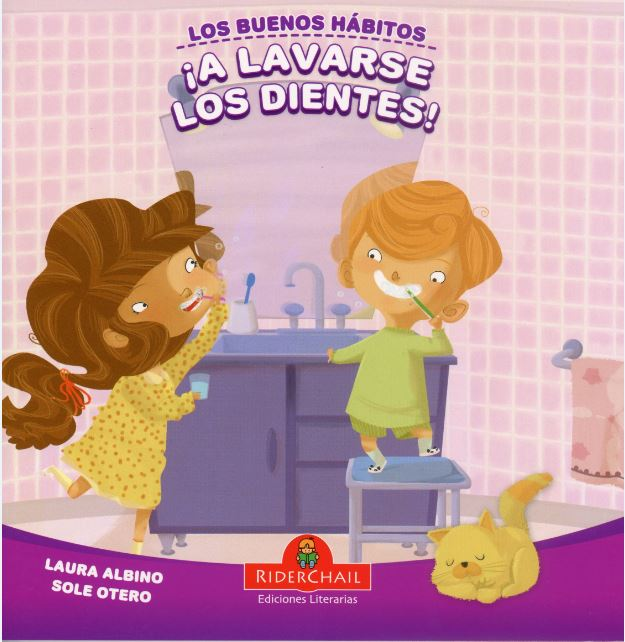 LOS BUENOS HÁBITOS
¡A LAVARSE
LOS DIENTES!
LAURA ALBINO
SOLE OTERO
RIDERCHAIL
Ediciones Literarias